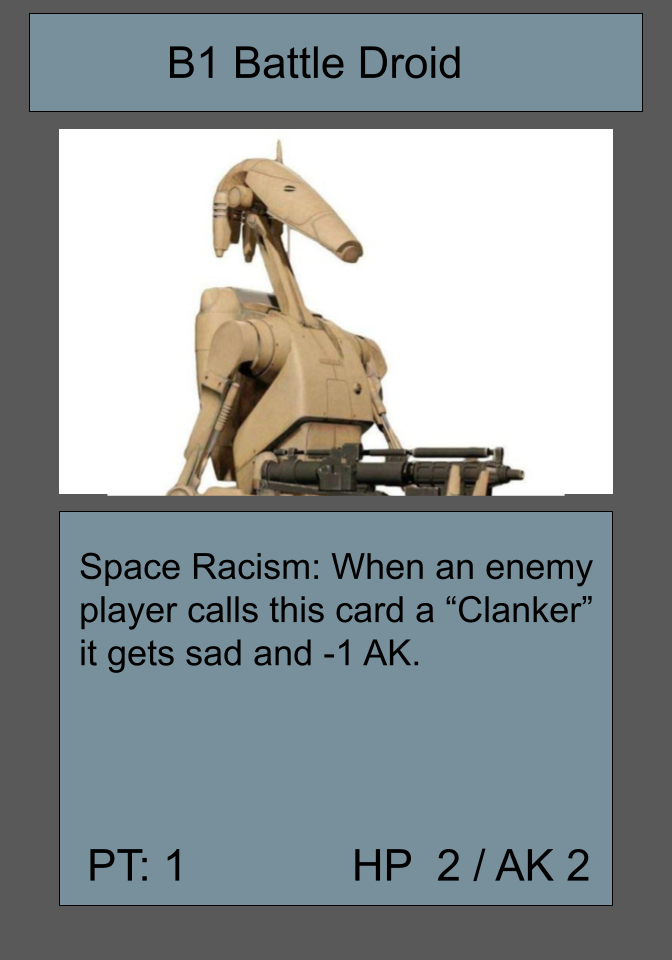 B1 Battle Droid
Space Racism: When an enemy
player calls this card a “Clanker”
it gets sad and -1 AK.
PT: 1 HP 2 / AK 2